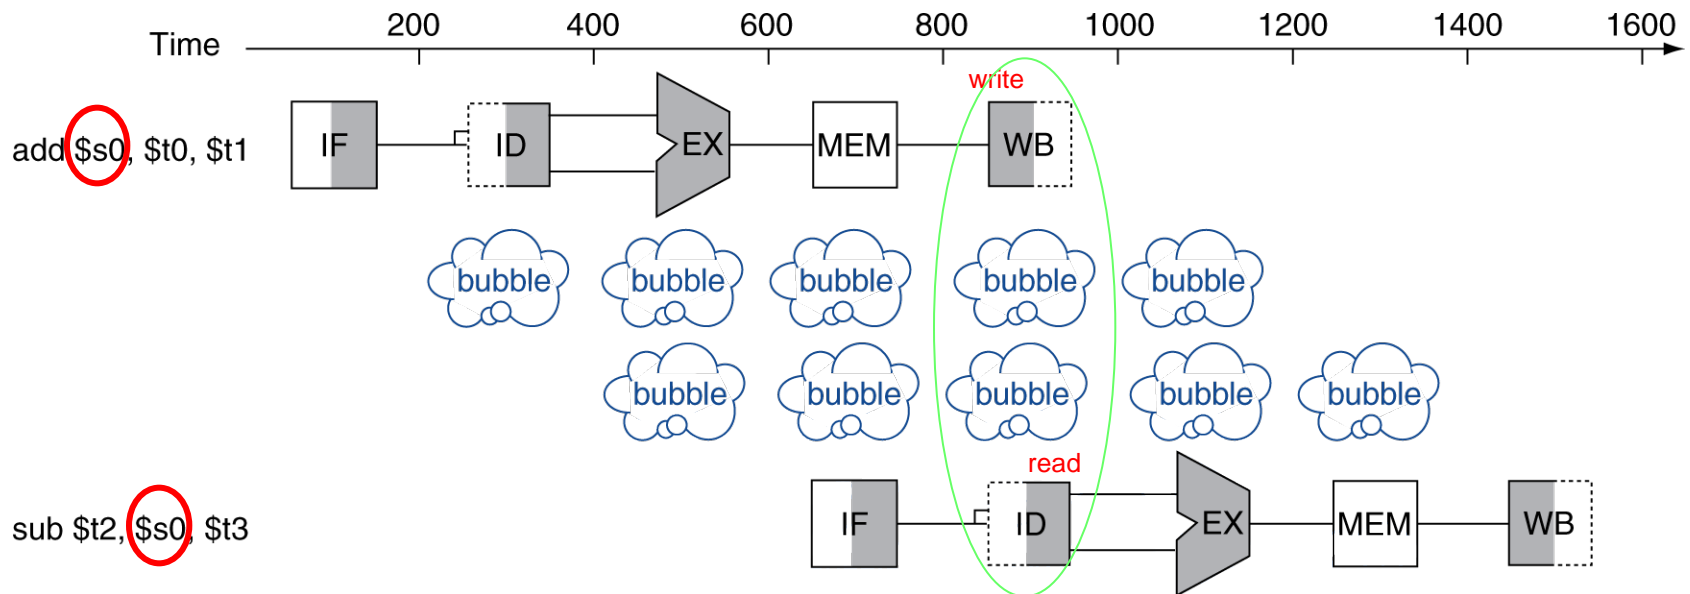 200 400 600 800 1000 1200 1400 1600
Time
write
add $s0, $t0, $t1 IF ID EX MEM WB
bubble bubble bubble bubble bubble
bubble bubble bubble bubble bubble
read
sub $t2, $s0, $t3 IF ID EX MEM WB